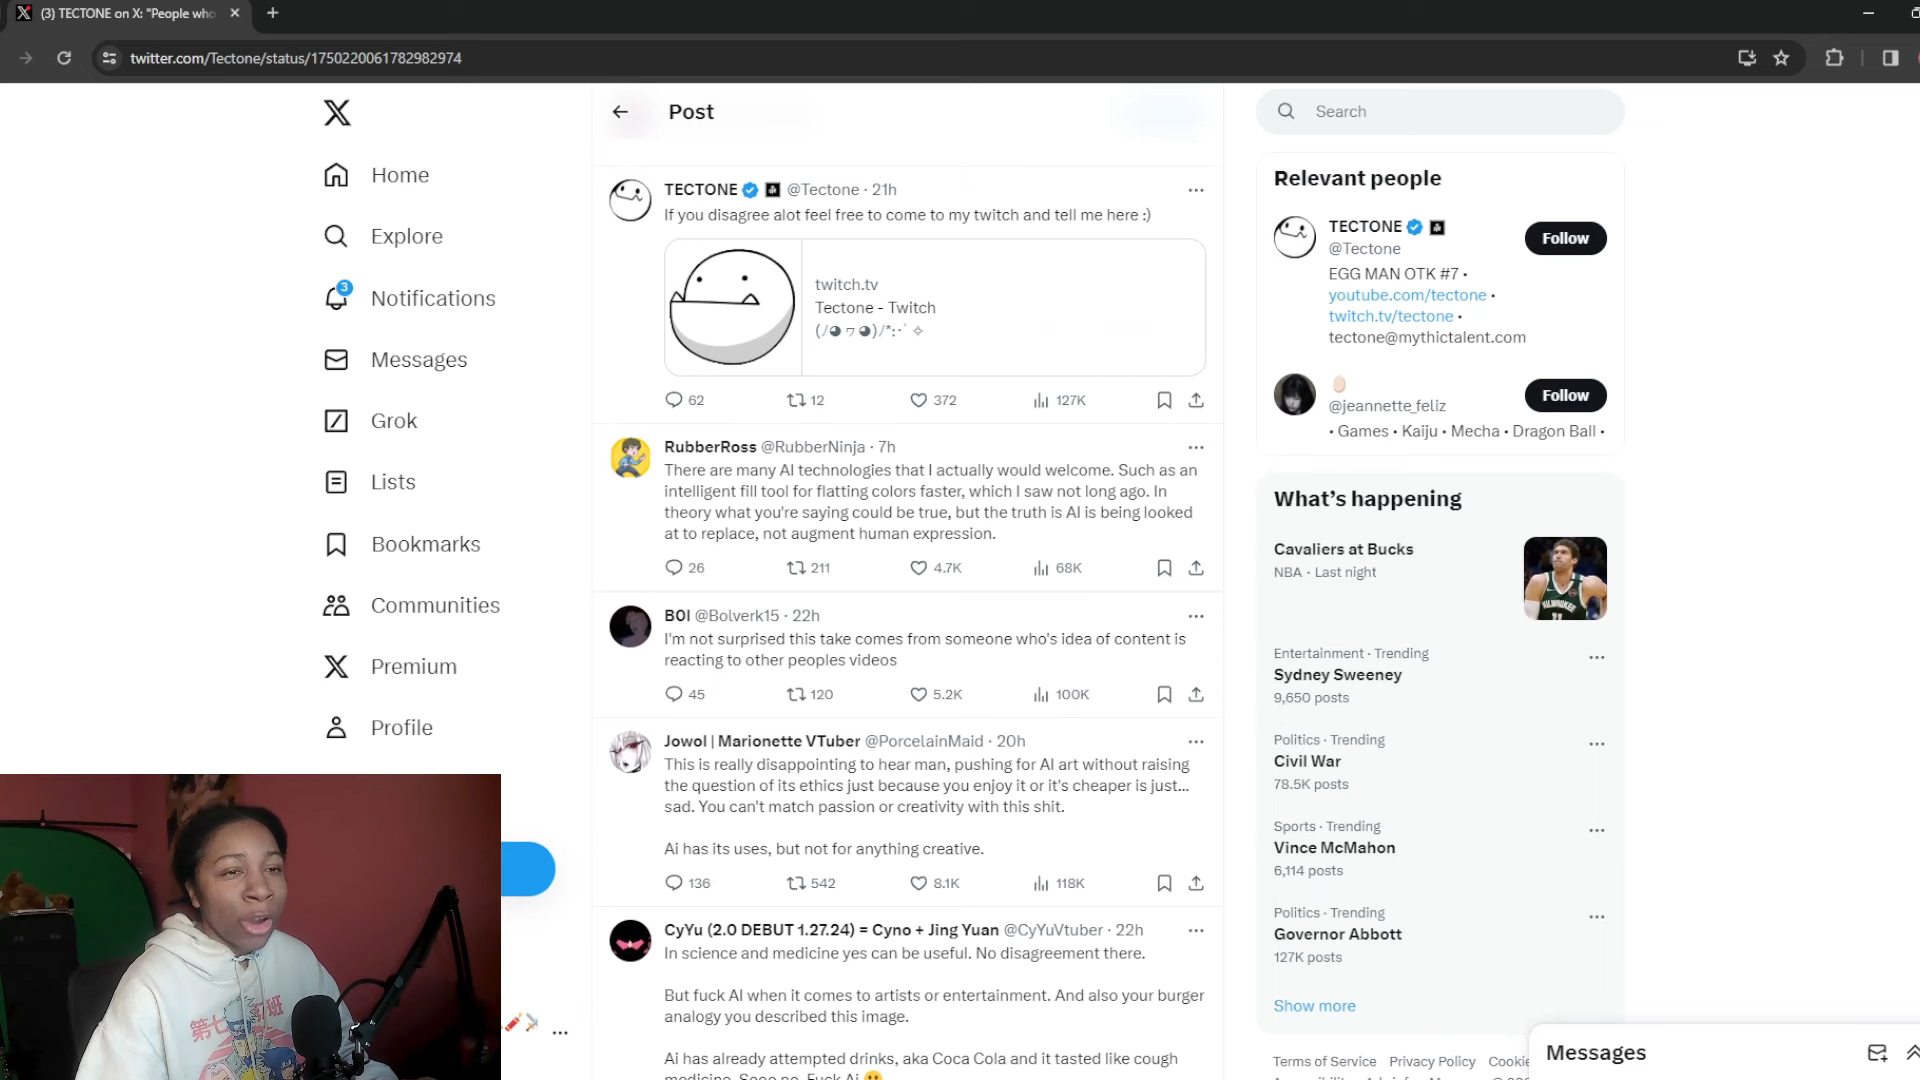 (3) TECTONE on X: "People who
twitter.com/Tectone/status/1750220061782982974
Home
Explore
3
Notifications
Messages
Grok
Lists
Bookmarks
Communities
Premium
Profile
Post
TECTONE @Tectone · 21h
If you disagree alot feel free to come to my twitch and tell me here :)
twitch.tv
Tectone - Twitch
62 12 372 127K
RubberRoss @RubberNinja · 7h
There are many AI technologies that I actually would welcome. Such as an
intelligent fill tool for flatting colors faster, which I saw not long ago. In
theory what you're saying could be true, but the truth is AI is being looked
at to replace, not augment human expression.
26 211 4.7K 68K
B0I @Bolverk15 · 22h
I'm not surprised this take comes from someone who's idea of content is
reacting to other peoples videos
45 120 5.2K 100K
Jowol | Marionette VTuber @PorcelainMaid · 20h
This is really disappointing to hear man, pushing for AI art without raising
the question of its ethics just because you enjoy it or it's cheaper is just...
sad. You can't match passion or creativity with this shit.
Ai has its uses, but not for anything creative.
136 542 8.1K 118K
CyYu (2.0 DEBUT 1.27.24) = Cyno + Jing Yuan @CyYuVtuber · 22h
In science and medicine yes can be useful. No disagreement there.
But fuck AI when it comes to artists or entertainment. And also your burger
analogy you described this image.
Ai has already attempted drinks, aka Coca Cola and it tasted like cough
medicine. Sooo no. Fuck Ai
Search
Relevant people
TECTONE
@Tectone
Follow
EGG MAN OTK #7 •
youtube.com/tectone •
twitch.tv/tectone •
tectone@mythictalent.com
@jeannette_feliz
Follow
• Games • Kaiju • Mecha • Dragon Ball •
What's happening
Cavaliers at Bucks
NBA · Last night
MILWAUKEE
11
Entertainment · Trending
Sydney Sweeney
9,650 posts
Politics · Trending
Civil War
78.5K posts
Sports · Trending
Vince McMahon
6,114 posts
Politics · Trending
Governor Abbott
127K posts
Show more
Terms of Service Privacy Policy
Messages